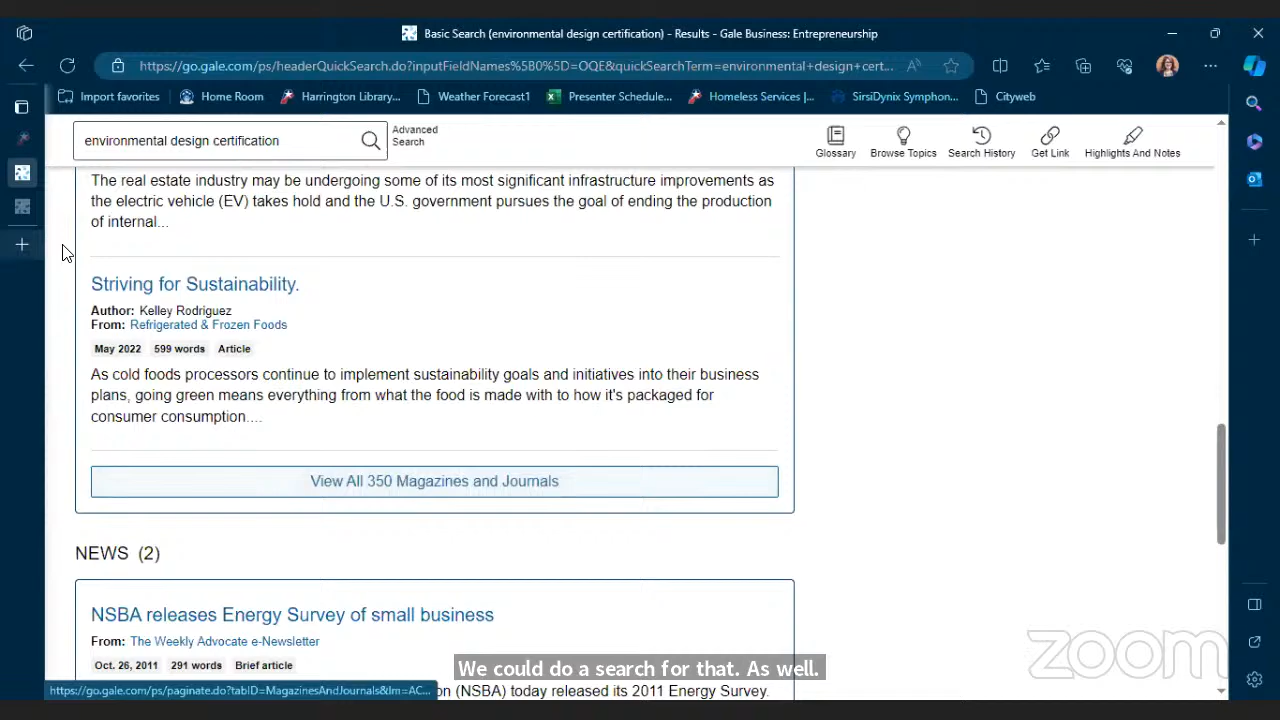 Basic Search (environmental design certification) - Results - Gale Business: Entrepreneurship
https://go.gale.com/ps/headerQuickSearch.do?inputFieldNames%5B0%5D=OQE&quickSearchTerm=environmental+design+cert...
Import favorites
Home Room
Harrington Library...
Weather Forecast1
Presenter Schedule...
Homeless Services |...
SirsiDynix Symphon...
Cityweb
environmental design certification
Advanced
Search
Glossary
Browse Topics
Search History
Get Link
Highlights And Notes
The real estate industry may be undergoing some of its most significant infrastructure improvements as
the electric vehicle (EV) takes hold and the U.S. government pursues the goal of ending the production
of internal...
Striving for Sustainability.
Author: Kelley Rodriguez
From: Refrigerated & Frozen Foods
May 2022 599 words Article
As cold foods processors continue to implement sustainability goals and initiatives into their business
plans, going green means everything from what the food is made with to how it's packaged for
consumer consumption....
View All 350 Magazines and Journals
NEWS (2)
NSBA releases Energy Survey of small business
From: The Weekly Advocate e-Newsletter
Oct. 26, 2011 291 words Brief article
We could do a search for that. As well.
https://go.gale.com/ps/paginate.do?tabID=MagazinesAndJournals&lm=AC...
on (NSBA) today released its 2011 Energy Survey.
zoom